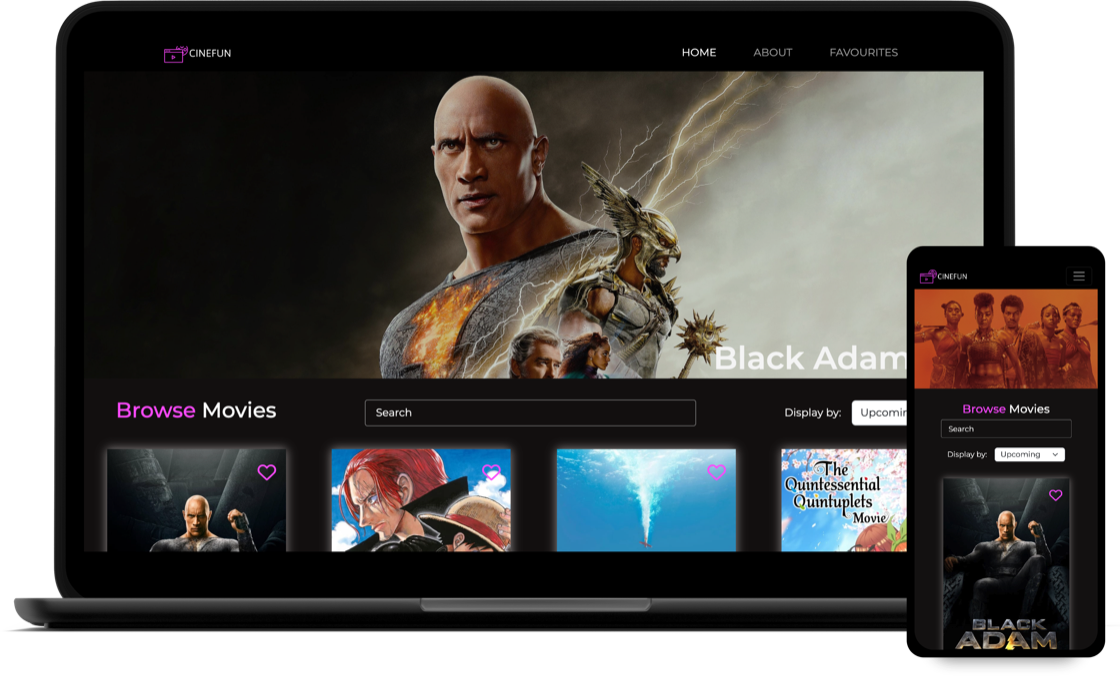 CINEFUN
HOME ABOUT FAVOURITES
Black Adam
Browse Movies
Search
Display by:
Upcomin
The
Quintessential
Quintuplets
Movie
CINEFUN
Browse Movies
Search
Display by:
Upcoming
BLACK
ADAM